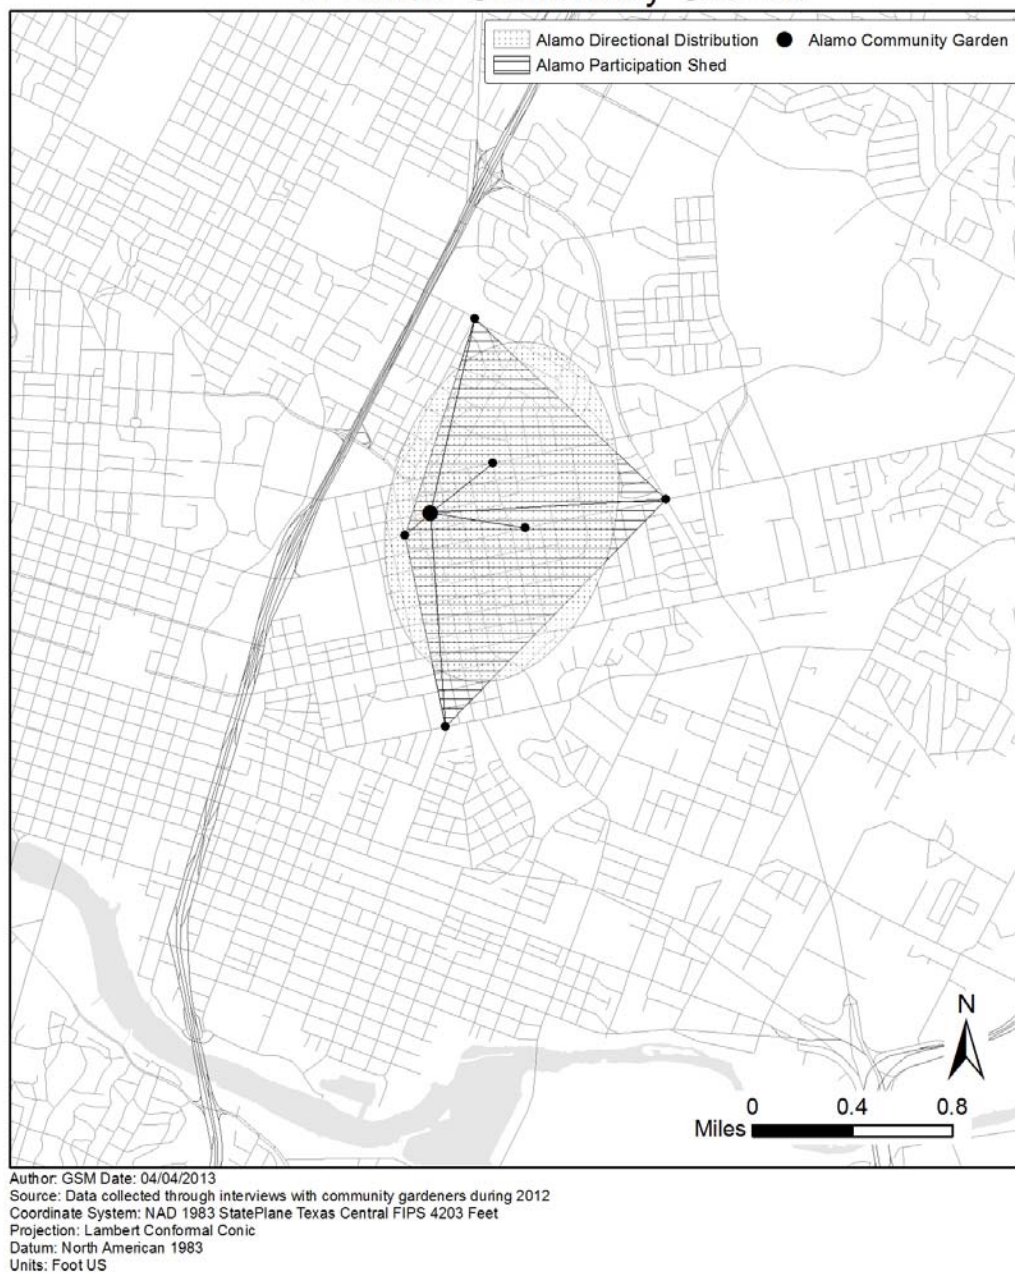 Alamo Directional Distribution
Alamo Community Garden
Alamo Participation Shed
N
0 0.4 0.8
Miles
Author: GSM Date: 04/04/2013
Source: Data collected through interviews with community gardeners during 2012
Coordinate System: NAD 1983 StatePlane Texas Central FIPS 4203 Feet
Projection: Lambert Conformal Conic
Datum: North American 1983
Units: Foot US